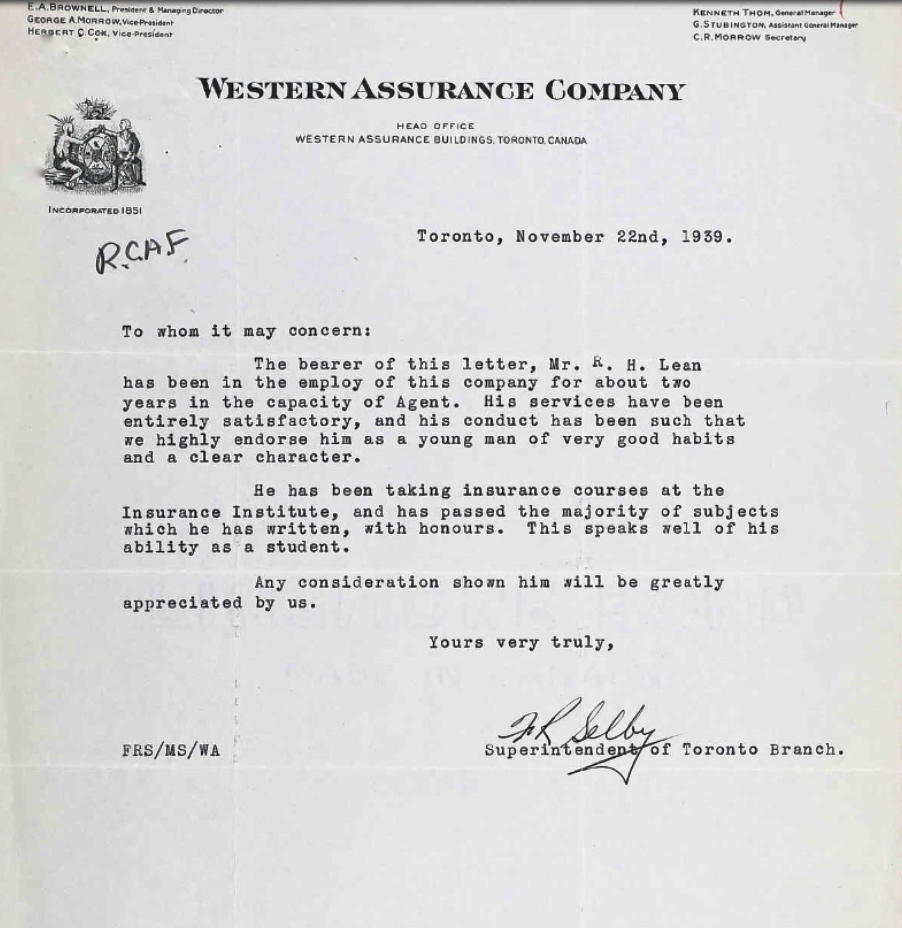 E.A. BROWNELL, President & Managing Director
GEORGE A. MORROW, Vice-President
HERBERT C. COX, Vice-President
KENNETH THOM, General Manager
G. STUBINGTON, Assistant General Manager
C.R. MORROW Secretary
WESTERN ASSURANCE COMPANY
HEAD OFFICE
WESTERN ASSURANCE BUILDINGS, TORONTO, CANADA
INCORPORATED 1851
R.C.A.F.
Toronto, November 22nd, 1939.
To whom it may concern:
The bearer of this letter, Mr. R. H. Lean
has been in the employ of this company for about two
years in the capacity of Agent. His services have been
entirely satisfactory, and his conduct has been such that
we highly endorse him as a young man of very good habits
and a clear character.
He has been taking insurance courses at the
Insurance Institute, and has passed the majority of subjects
which he has written, with honours. This speaks well of his
ability as a student.
Any consideration shown him will be greatly
appreciated by us.
Yours very truly,
FR Selby
FRS/MS/WA
Superintendent of Toronto Branch.